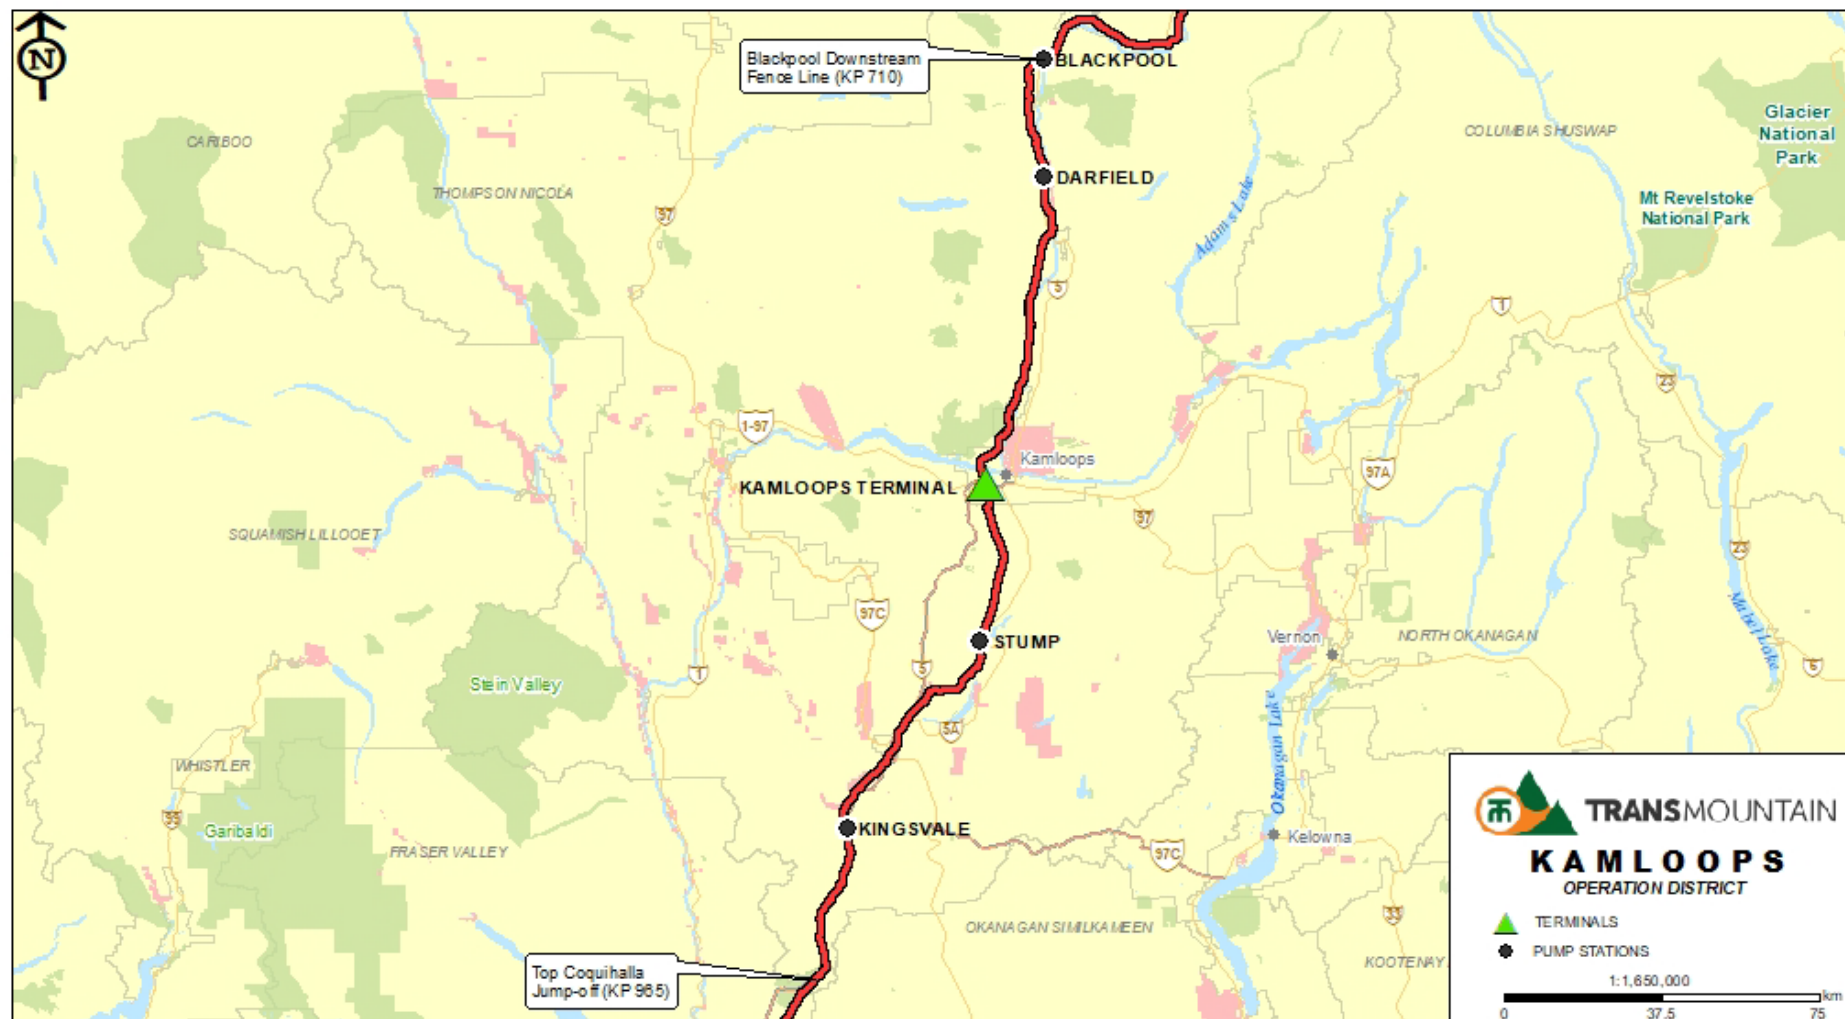 N
Blackpool Downstream
Fence Line (KP 710)
BLACKPOOL
DARFIELD
CARIBOO
THOMPSON NICOLA
97
COLUMBIA SHUSWAP
Glacier
National
Park
Mt Revelstoke
National Park
Adams Lake
5
1
23
1-97
Kamloops
KAMLOOPS TERMINAL
97A
97
SQUAMISH LILLOOET
23
97C
STUMP
Vernon
NORTH OKANAGAN
Mabel Lake
6
5
1
Stein Valley
5A
Okanagan Lake
WHISTLER
99
Garibaldi
FRASER VALLEY
KINGSVALE
97C
Kelowna
33
OKANAGAN SIMILKAMEEN
KOOTENAY
Top Coquihalla
Jump-off (KP 965)
TM
TRANSMOUNTAIN
KAMLOOPS
OPERATION DISTRICT
TERMINALS
PUMP STATIONS
1:1,650,000
km
0 37.5 75